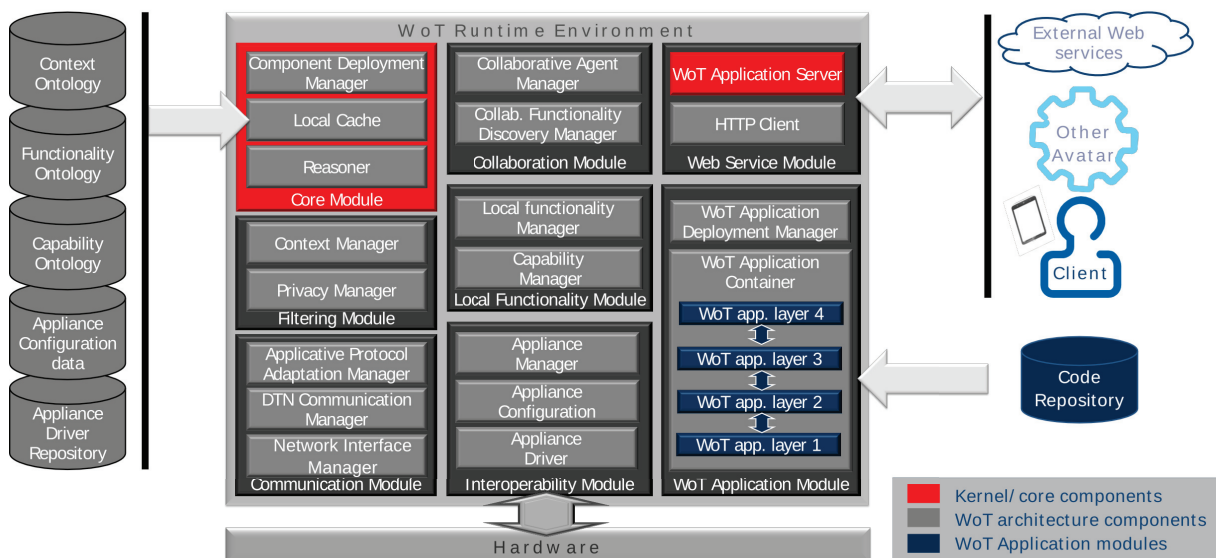 Context
Ontology
Functionality
Ontology
Capability
Ontology
Appliance
Configuration
data
Appliance
Driver
Repository
WoT Runtime Environment
Component Deployment
Manager
Local Cache
Reasoner
Core Module
Context Manager
Privacy Manager
Filtering Module
Applicative Protocol
Adaptation Manager
DTN Communication
Manager
Network Interface
Manager
Communication Module
Collaborative Agent
Manager
Collab. Functionality
Discovery Manager
Collaboration Module
Local functionality
Manager
Capability
Manager
Local Functionality Module
Appliance
Manager
Appliance
Configuration
Appliance
Driver
Interoperability Module
WoT Application Server
HTTP Client
Web Service Module
WoT Application
Deployment Manager
WoT Application
Container
WoT app. layer 4
WoT app. layer 3
WoT app. layer 2
WoT app. layer 1
WoT Application Module
Hardware
External Web
services
Other
Avatar
Client
Code
Repository
Kernel/ core components
WoT architecture components
WoT Application modules